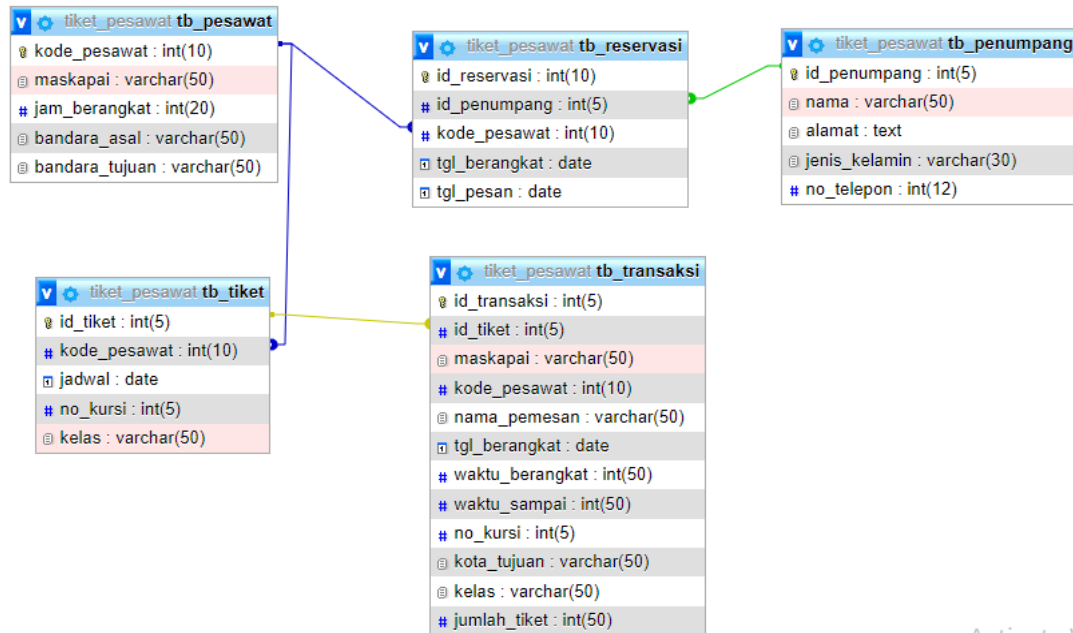 v tiket_pesawat tb_pesawat
kode_pesawat : int(10)
maskapai : varchar(50)
# jam_berangkat : int(20)
bandara_asal : varchar(50)
bandara_tujuan : varchar(50)
v tiket_pesawat tb_reservasi
id_reservasi : int(10)
# id_penumpang : int(5)
# kode_pesawat : int(10)
tgl_berangkat : date
tgl_pesan : date
v tiket_pesawat tb_penumpang
id_penumpang : int(5)
nama : varchar(50)
alamat : text
jenis_kelamin : varchar(30)
# no_telepon : int(12)
v tiket_pesawat tb_tiket
id_tiket : int(5)
# kode_pesawat : int(10)
jadwal : date
# no_kursi : int(5)
kelas : varchar(50)
v tiket_pesawat tb_transaksi
id_transaksi : int(5)
# id_tiket : int(5)
maskapai : varchar(50)
# kode_pesawat : int(10)
nama_pemesan : varchar(50)
tgl_berangkat : date
# waktu_berangkat : int(50)
# waktu_sampai : int(50)
# no_kursi : int(5)
kota_tujuan : varchar(50)
kelas : varchar(50)
# jumlah_tiket : int(50)